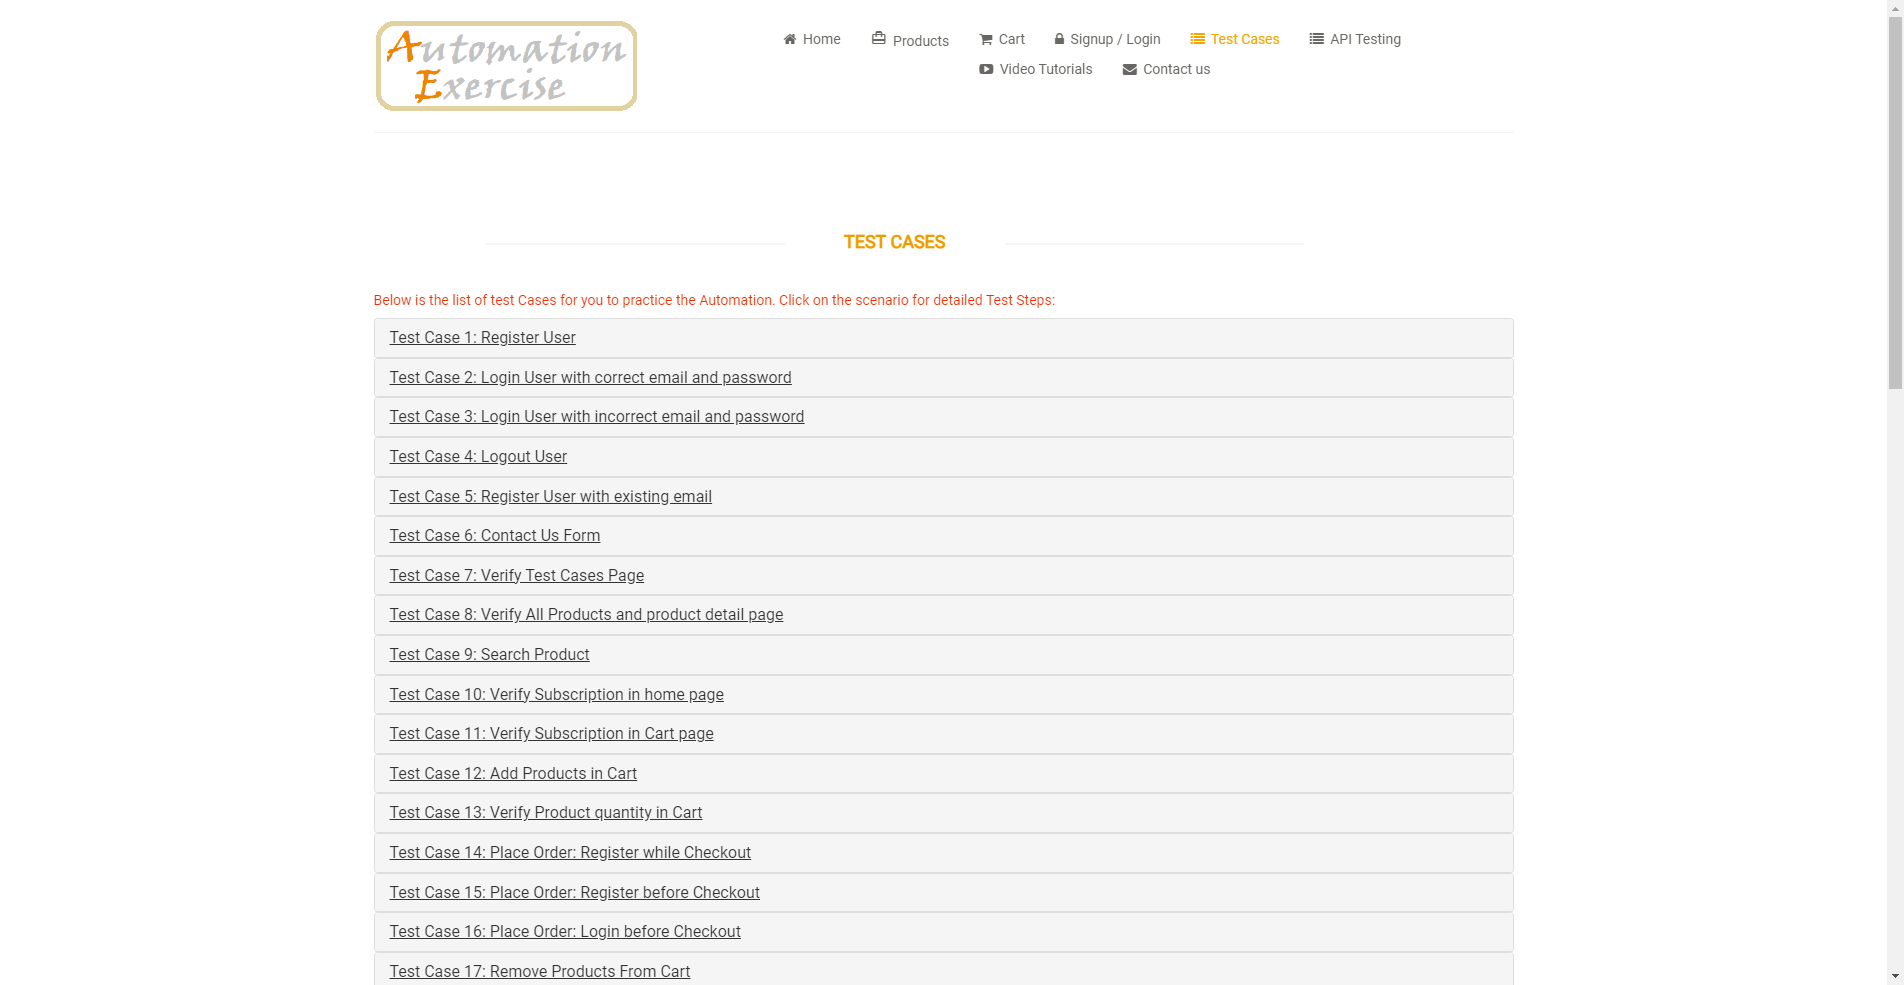 Automation
Exercise
Home
Products
Cart
Signup / Login
Test Cases
API Testing
Video Tutorials
Contact us
TEST CASES
Below is the list of test Cases for you to practice the Automation. Click on the scenario for detailed Test Steps:
Test Case 1: Register User
Test Case 2: Login User with correct email and password
Test Case 3: Login User with incorrect email and password
Test Case 4: Logout User
Test Case 5: Register User with existing email
Test Case 6: Contact Us Form
Test Case 7: Verify Test Cases Page
Test Case 8: Verify All Products and product detail page
Test Case 9: Search Product
Test Case 10: Verify Subscription in home page
Test Case 11: Verify Subscription in Cart page
Test Case 12: Add Products in Cart
Test Case 13: Verify Product quantity in Cart
Test Case 14: Place Order: Register while Checkout
Test Case 15: Place Order: Register before Checkout
Test Case 16: Place Order: Login before Checkout
Test Case 17: Remove Products From Cart